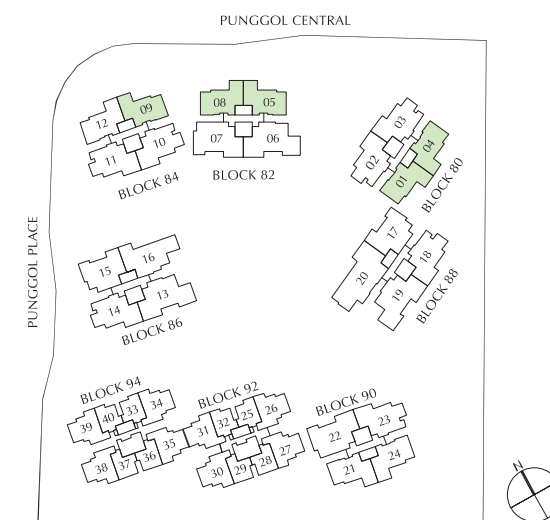 PUNGGOL CENTRAL
08 05
09
12
03
07 06
10
04
11
02
01
BLOCK 84
BLOCK 82
BLOCK 80
PUNGGOL PLACE
17
16
18
15
20
13
19
14
BLOCK 88
BLOCK 86
BLOCK 94
BLOCK 92
BLOCK 90
39 40 33 34
31 32 25 26
22 23
38 37 36 35
30 29 28 27
21 24
N